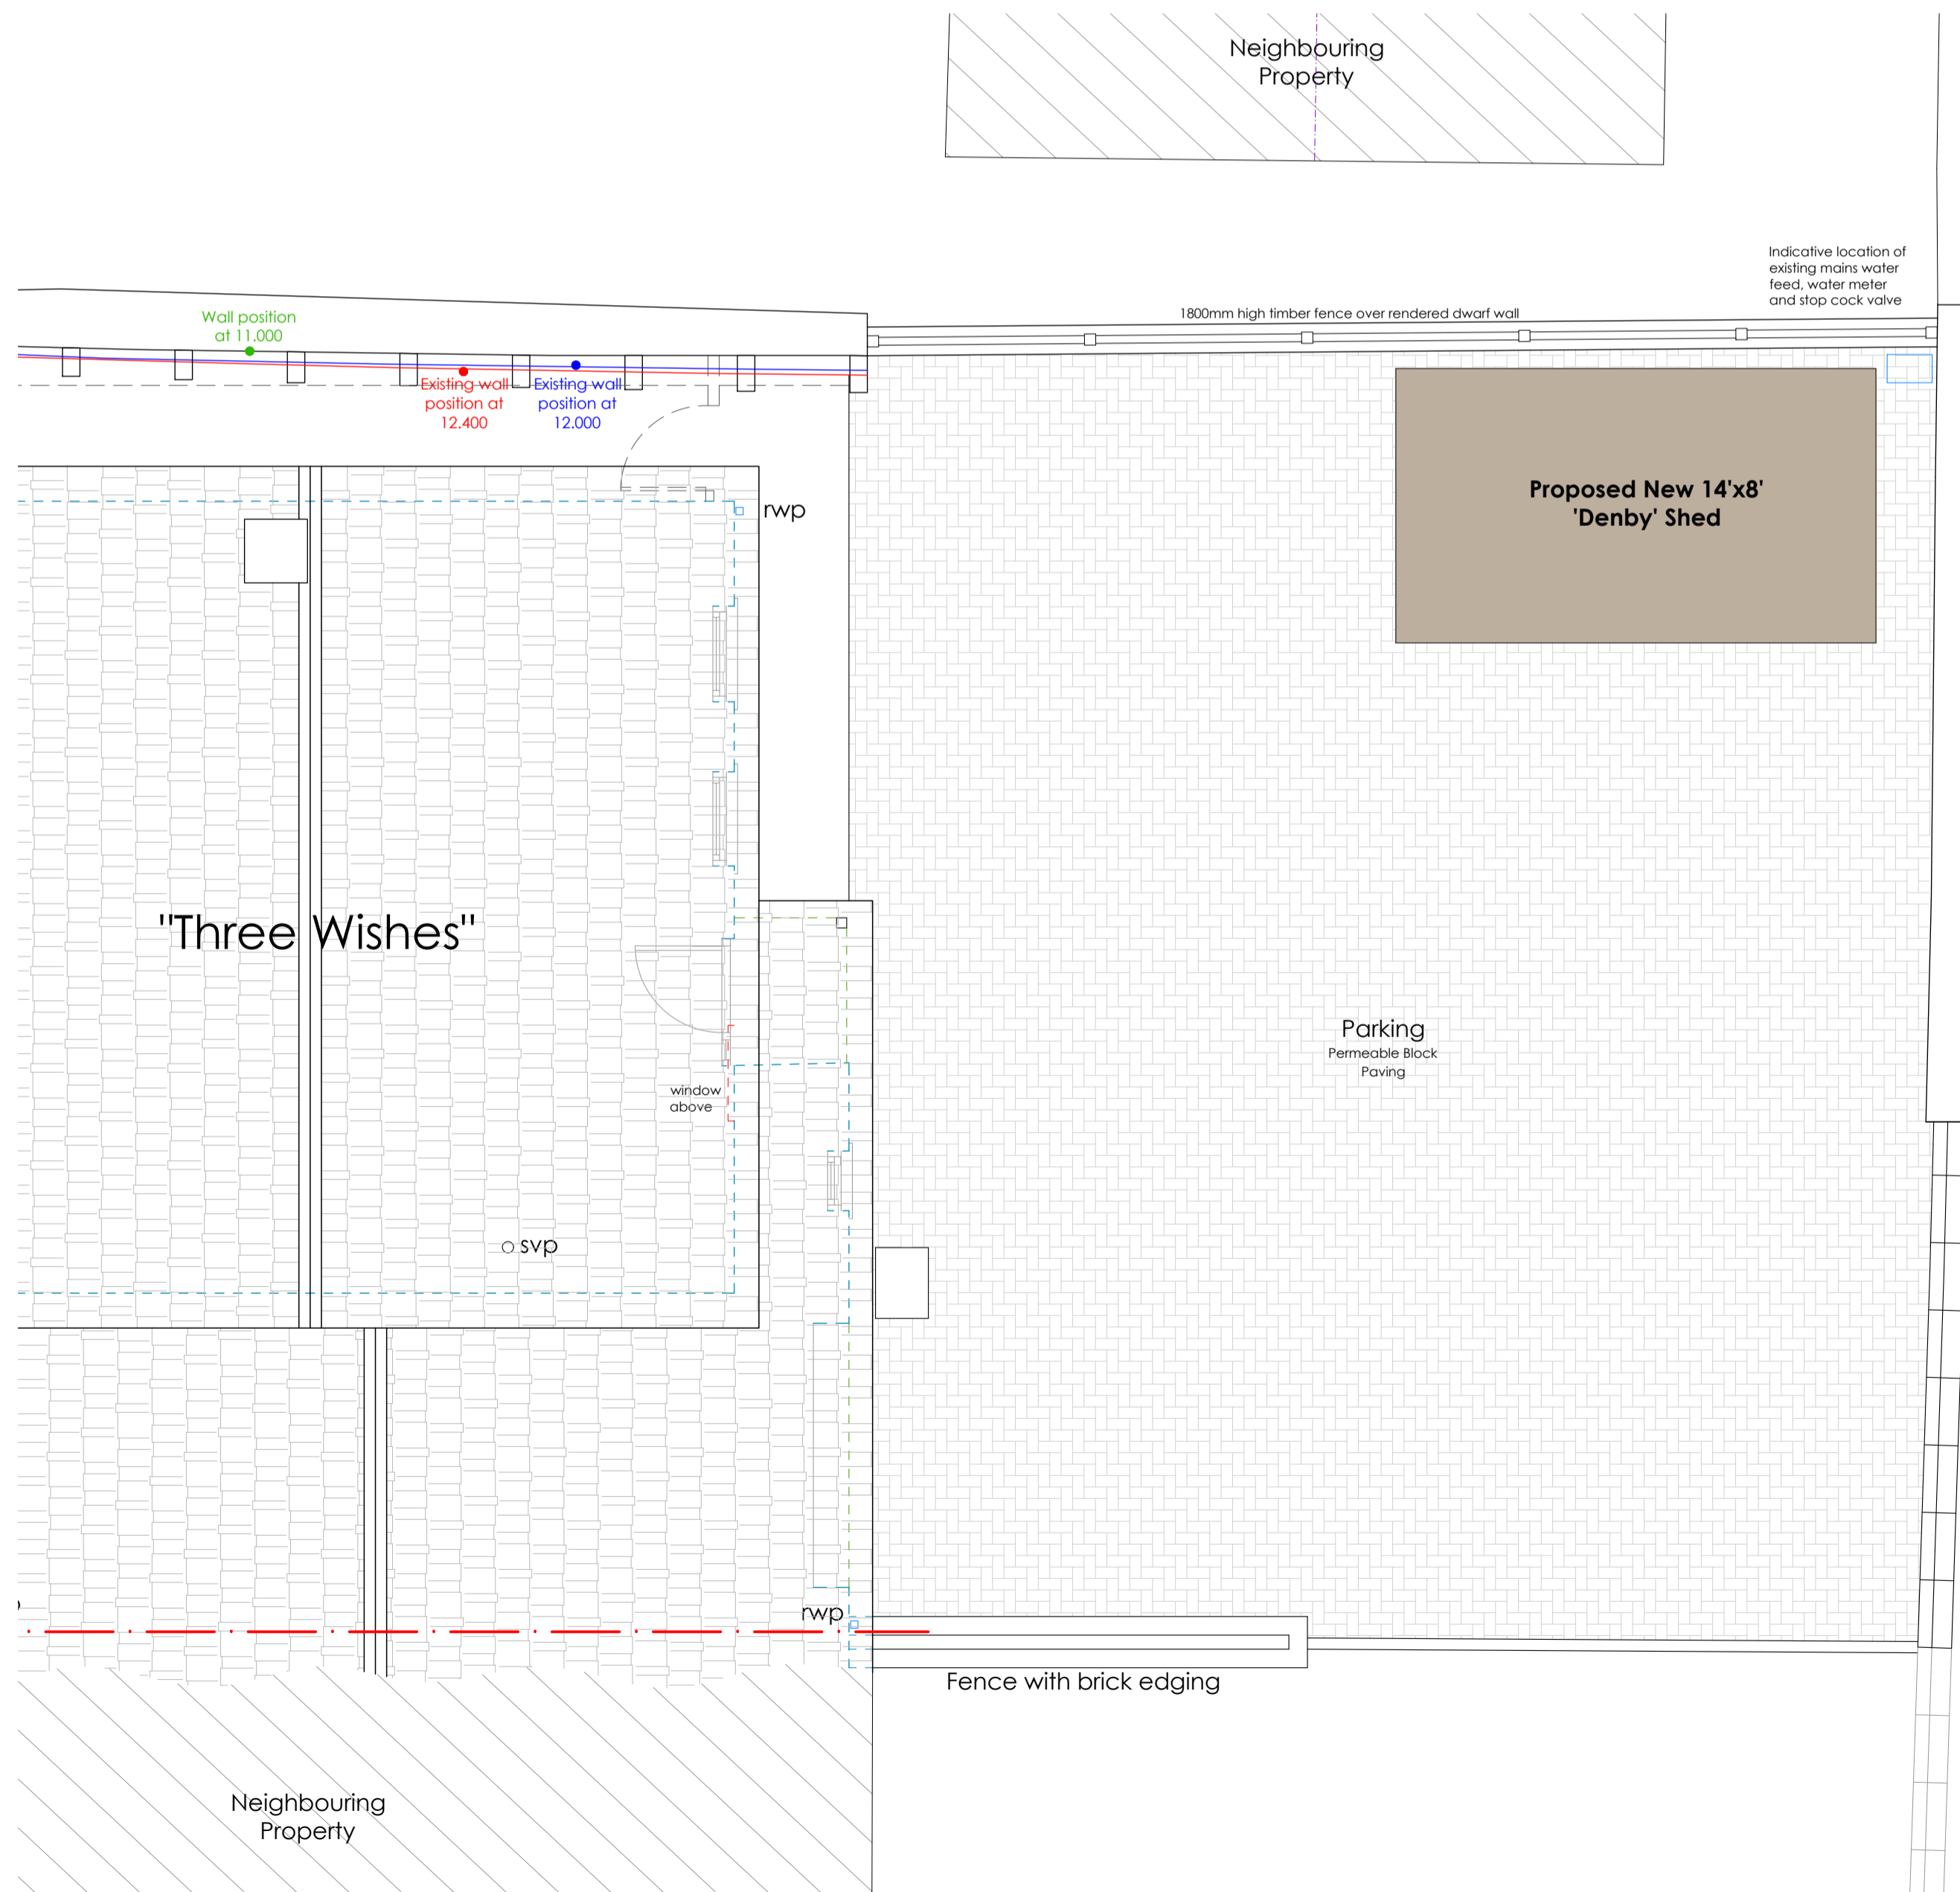 Neighbouring
Property
Indicative location of
existing mains water
feed, water meter
and stop cock valve
1800mm high timber fence over rendered dwarf wall
Wall position
at 11.000
Existing wall
position at
12.400
Existing wall
position at
12.000
rwp
Proposed New 14'x8'
'Denby' Shed
"Three Wishes"
Parking
Permeable Block
Paving
window
above
svp
rwp
Fence with brick edging
Neighbouring
Property